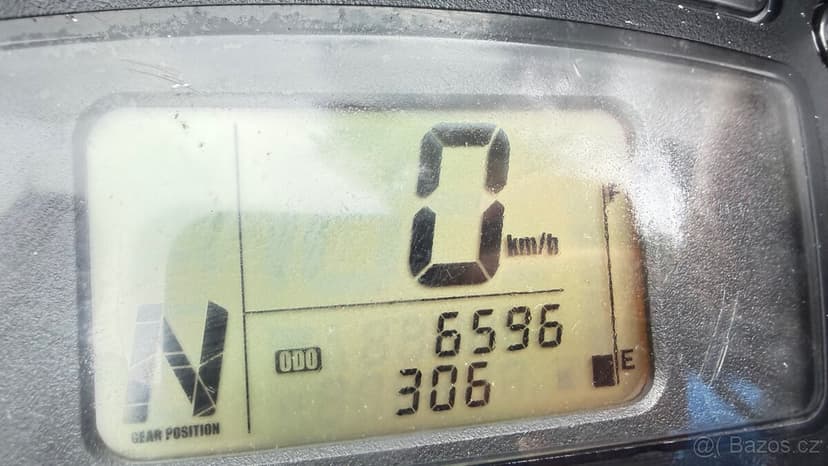 0 km/h
F
ODO 6596
306
E
N
GEAR POSITION
@( Bazos.cz